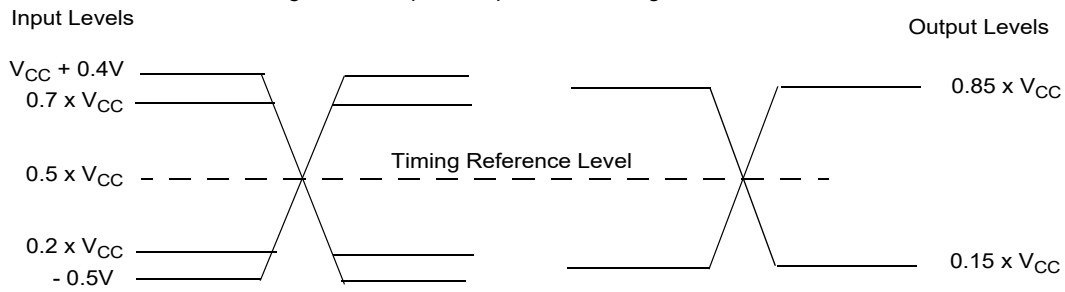 Input Levels
Output Levels
V_CC + 0.4V
0.7 x V_CC
0.5 x V_CC
0.2 x V_CC
- 0.5V
Timing Reference Level
0.85 x V_CC
0.15 x V_CC